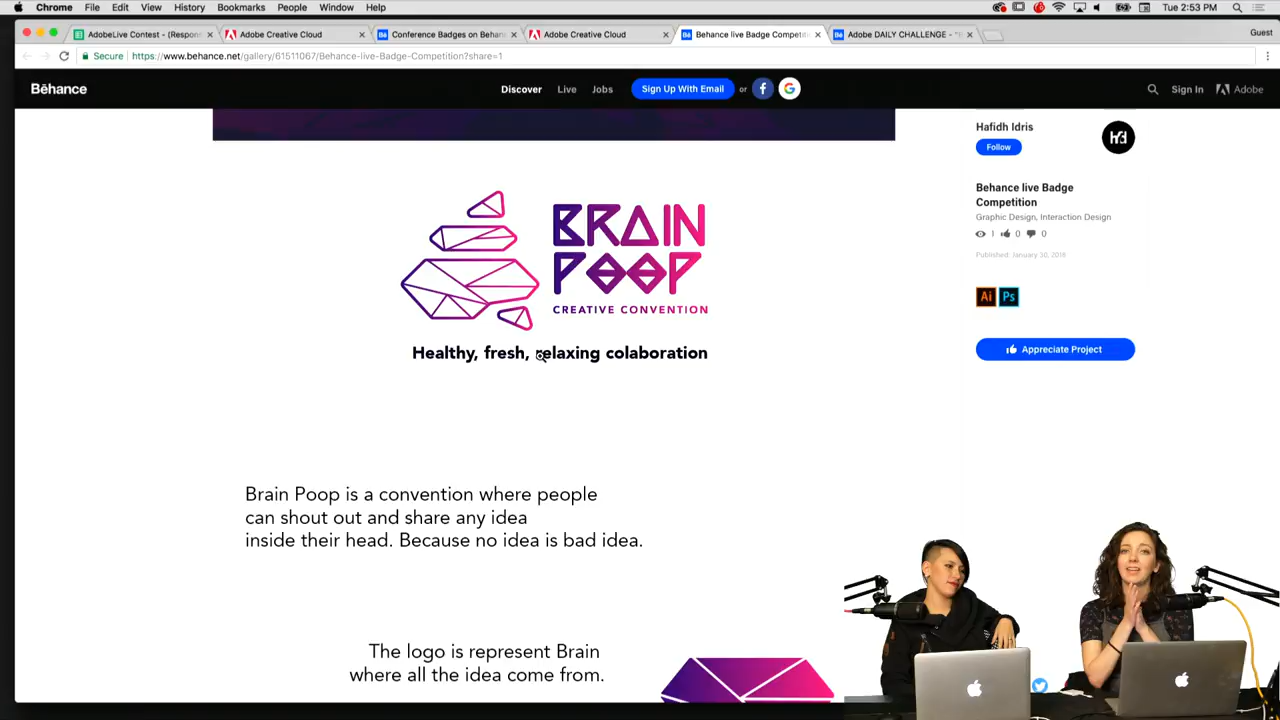 Chrome File Edit View History Bookmarks People Window Help Tue 2:53 PM
AdobeLive Contest - (Respon Adobe Creative Cloud Conference Badges on Behan Adobe Creative Cloud Behance live Badge Competiti Adobe DAILY CHALLENGE - "B Guest
Secure https://www.behance.net/gallery/61511067/Behance-live-Badge-Competition?share=1
Bēhance Discover Live Jobs Sign Up With Email or f G Sign In Adobe
Hafidh Idris
Follow
Behance live Badge
Competition
Graphic Design, Interaction Design
1 0 0
Published: January 30, 2018
Ai Ps
Appreciate Project
BRAIN
POOP
CREATIVE CONVENTION
Healthy, fresh, relaxing colaboration
Brain Poop is a convention where people
can shout out and share any idea
inside their head. Because no idea is bad idea.
The logo is represent Brain
where all the idea come from.